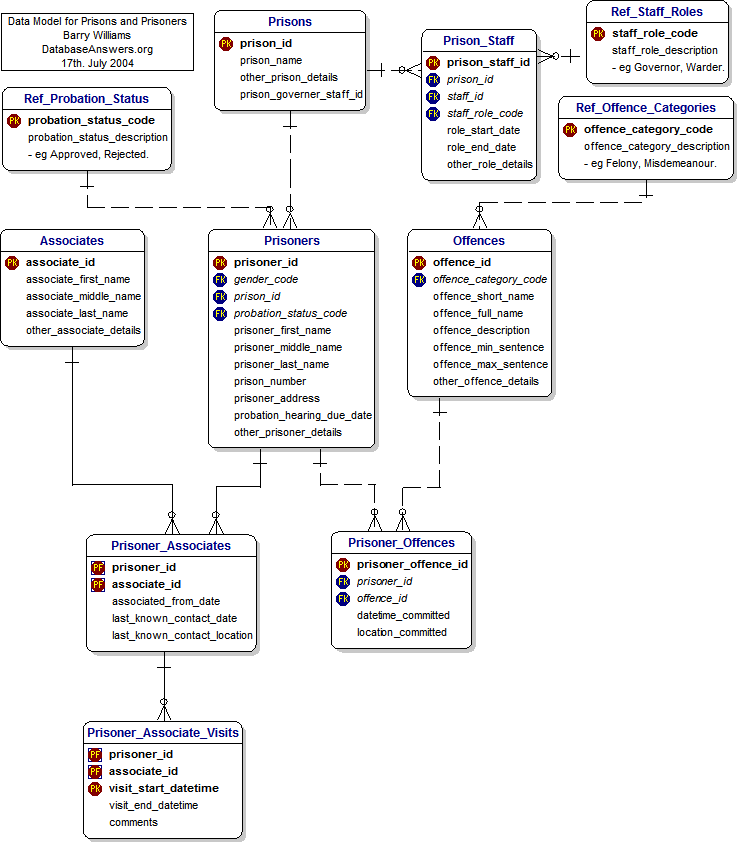 Data Model for Prisons and Prisoners
Barry Williams
DatabaseAnswers.org
17th. July 2004
Prisons
PK prison_id
prison_name
other_prison_details
prison_governer_staff_id
Prison_Staff
PK prison_staff_id
FK prison_id
FK staff_id
FK staff_role_code
role_start_date
role_end_date
other_role_details
Ref_Staff_Roles
PK staff_role_code
staff_role_description
- eg Governor, Warder.
Ref_Probation_Status
PK probation_status_code
probation_status_description
- eg Approved, Rejected.
Ref_Offence_Categories
PK offence_category_code
offence_category_description
- eg Felony, Misdemeanour.
Associates
PK associate_id
associate_first_name
associate_middle_name
associate_last_name
other_associate_details
Prisoners
PK prisoner_id
FK gender_code
FK prison_id
FK probation_status_code
prisoner_first_name
prisoner_middle_name
prisoner_last_name
prison_number
prisoner_address
probation_hearing_due_date
other_prisoner_details
Offences
PK offence_id
FK offence_category_code
offence_short_name
offence_full_name
offence_description
offence_min_sentence
offence_max_sentence
other_offence_details
Prisoner_Associates
PF prisoner_id
PF associate_id
associated_from_date
last_known_contact_date
last_known_contact_location
Prisoner_Offences
PK prisoner_offence_id
FK prisoner_id
FK offence_id
datetime_committed
location_committed
Prisoner_Associate_Visits
PF prisoner_id
PF associate_id
PK visit_start_datetime
visit_end_datetime
comments